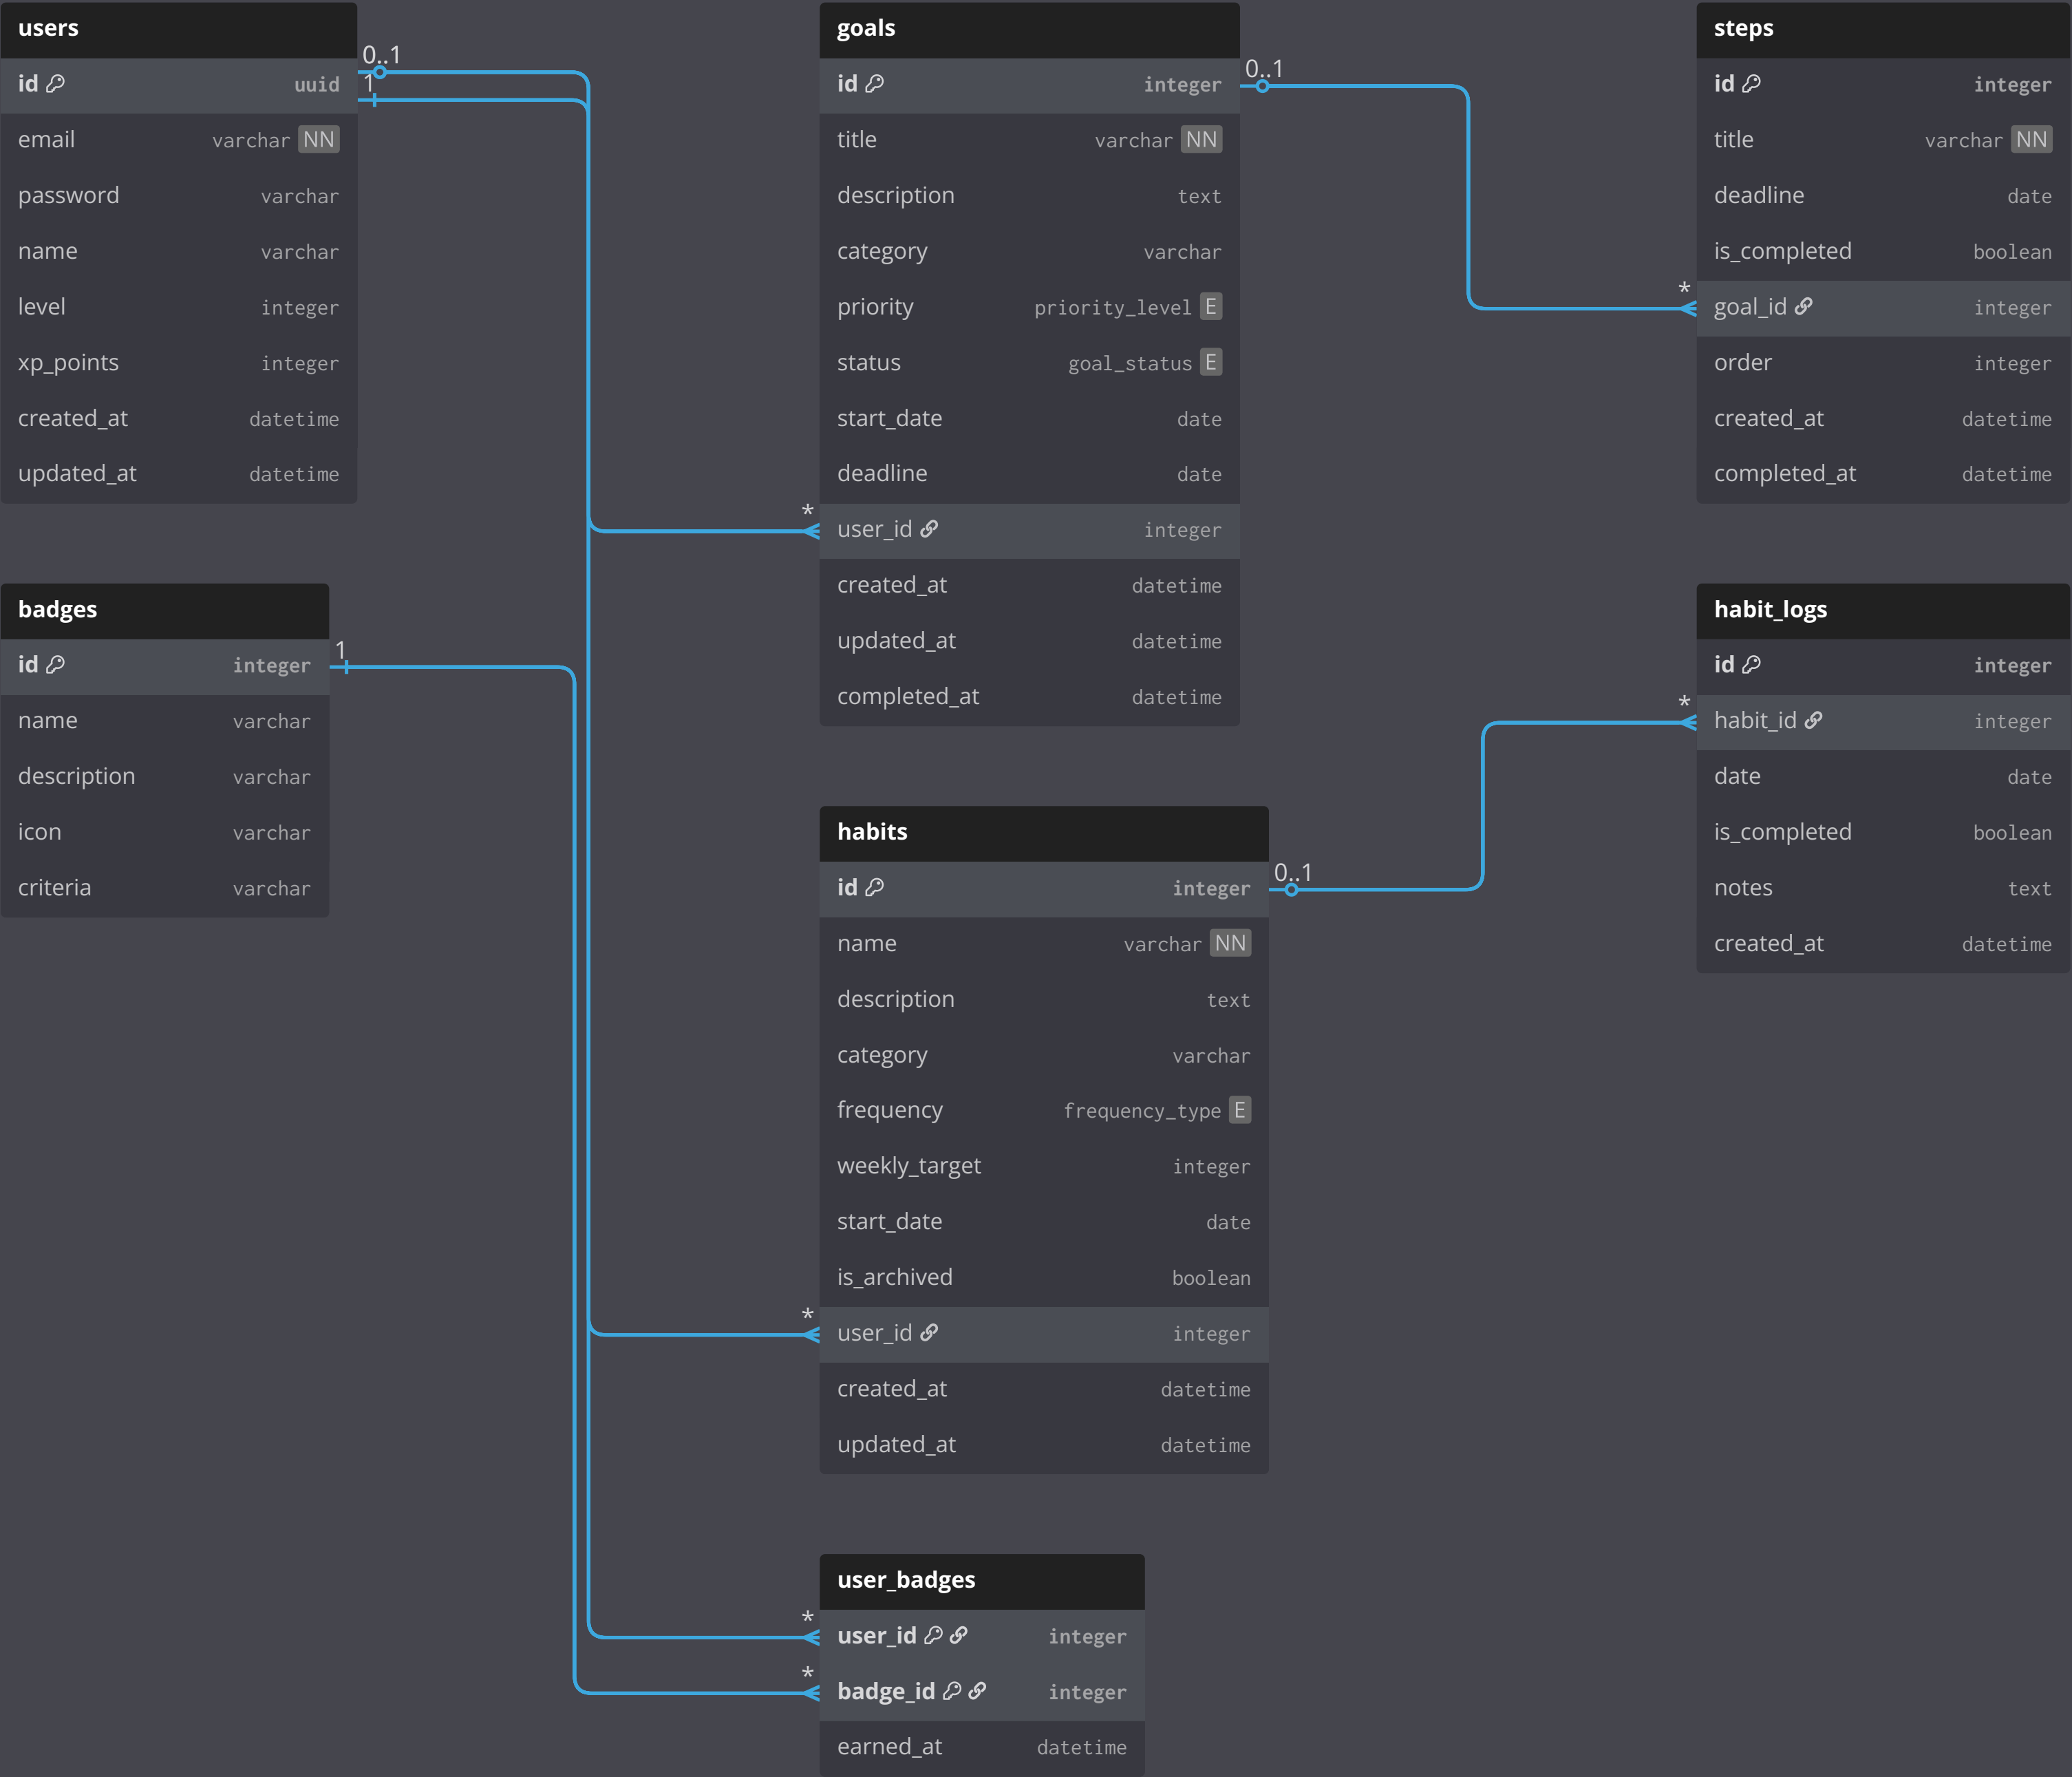 users
0..1
id uuid
1
email varchar NN
password varchar
name varchar
level integer
xp_points integer
created_at datetime
updated_at datetime
badges
id integer
1
name varchar
description varchar
icon varchar
criteria varchar
goals
id integer
0..1
title varchar NN
description text
category varchar
priority priority_level E
status goal_status E
start_date date
deadline date
*
user_id integer
created_at datetime
updated_at datetime
completed_at datetime
habits
id integer
0..1
name varchar NN
description text
category varchar
frequency frequency_type E
weekly_target integer
start_date date
is_archived boolean
*
user_id integer
created_at datetime
updated_at datetime
user_badges
*
user_id integer
*
badge_id integer
earned_at datetime
steps
id integer
title varchar NN
deadline date
is_completed boolean
*
goal_id integer
order integer
created_at datetime
completed_at datetime
habit_logs
id integer
*
habit_id integer
date date
is_completed boolean
notes text
created_at datetime